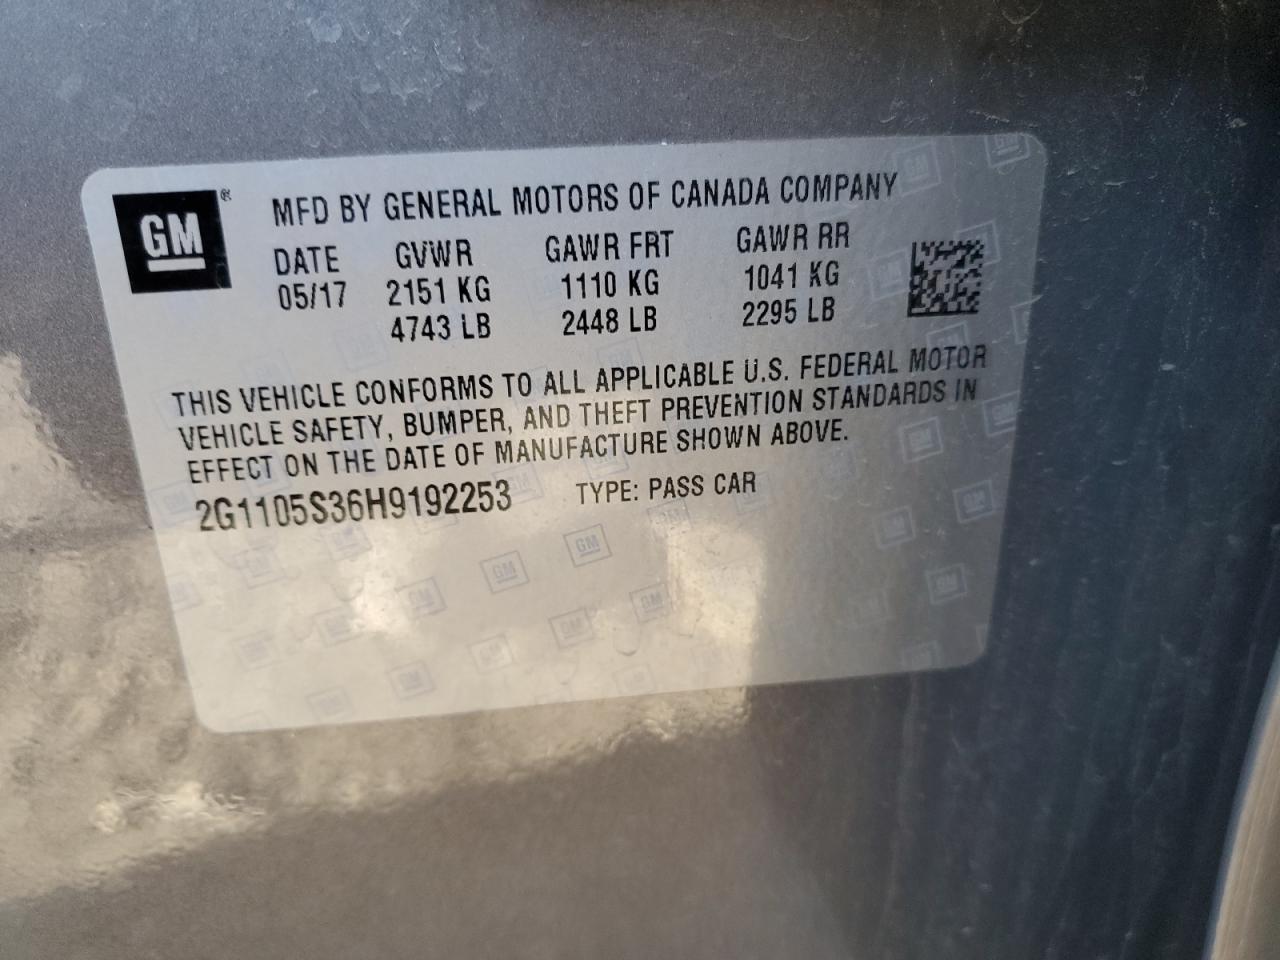 GM ®
MFD BY GENERAL MOTORS OF CANADA COMPANY
DATE GVWR GAWR FRT GAWR RR
05/17 2151 KG 1110 KG 1041 KG
4743 LB 2448 LB 2295 LB
THIS VEHICLE CONFORMS TO ALL APPLICABLE U.S. FEDERAL MOTOR
VEHICLE SAFETY, BUMPER, AND THEFT PREVENTION STANDARDS IN
EFFECT ON THE DATE OF MANUFACTURE SHOWN ABOVE.
2G1105S36H9192253 TYPE: PASS CAR